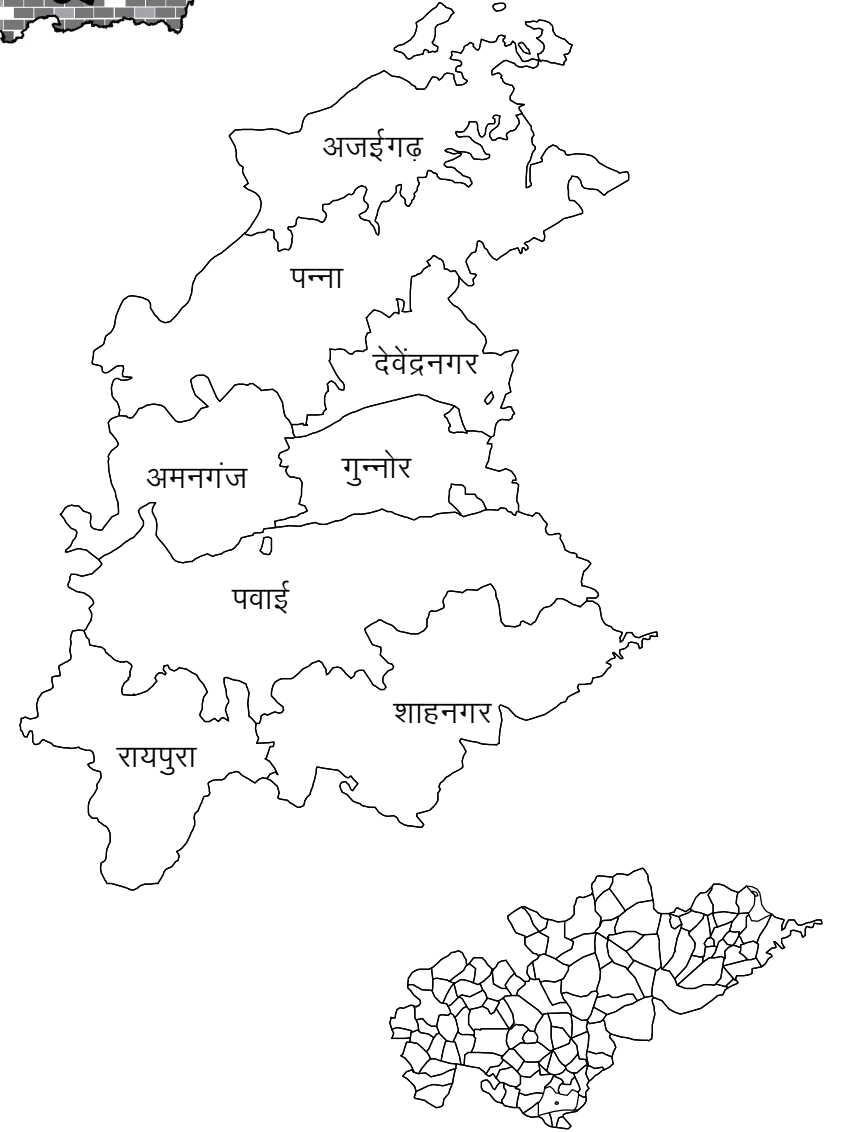 अजईगढ़
पन्ना
देवेंद्रनगर
अमनगंज
गुन्नोर
पवाई
शाहनगर
रायपुरा